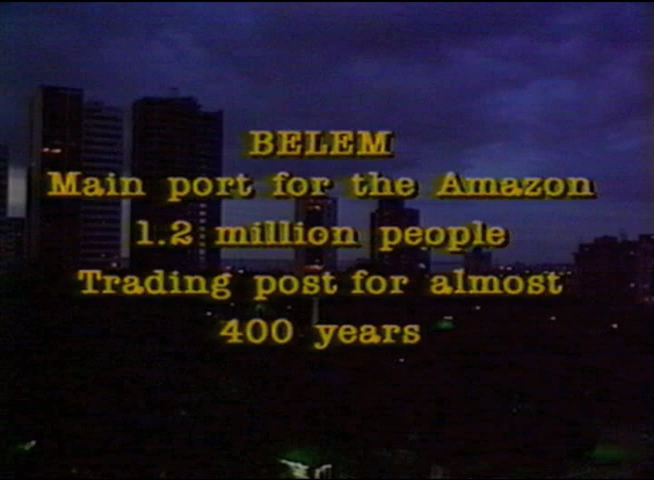 BELEM
Main port for the Amazon
1.2 million people
Trading post for almost
400 years